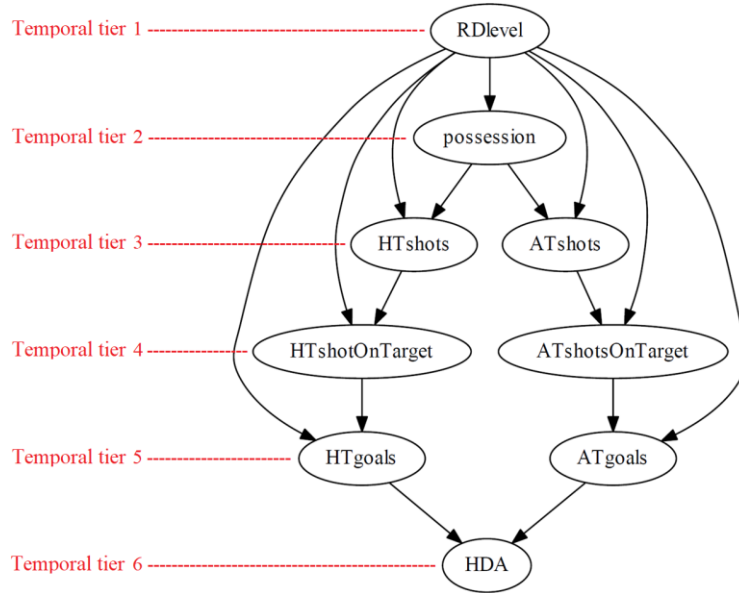 Temporal tier 1
RDlevel
Temporal tier 2
possession
Temporal tier 3
HTshots
ATshots
Temporal tier 4
HTshotOnTarget
ATshotsOnTarget
Temporal tier 5
HTgoals
ATgoals
Temporal tier 6
HDA